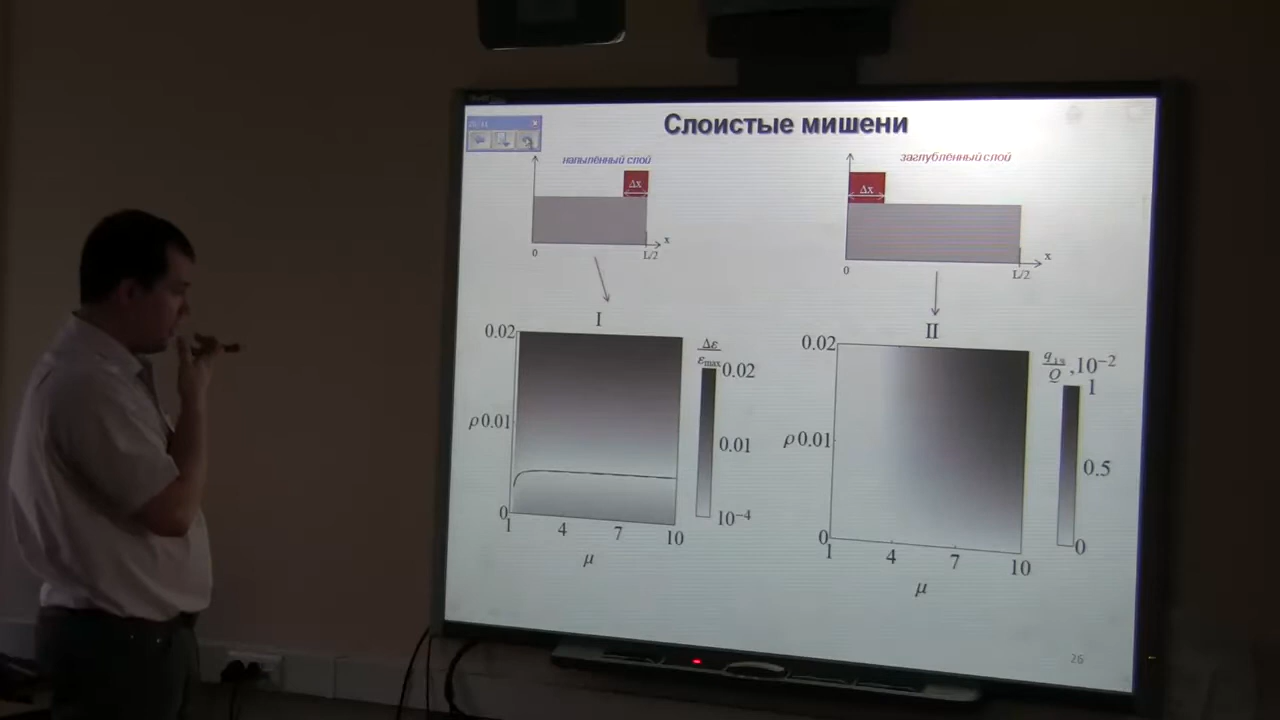 Слоистые мишени
напылённый слой
заглублённый слой
Δx
Δx
x
x
0
L/2
0
L/2
I
II
0.02
ρ 0.01
0
1
4
7
10
μ
Δε
εmax
0.02
0.01
10⁻⁴
0.02
ρ 0.01
0
1
4
7
10
μ
Q
,10⁻²
1
0.5
0
26